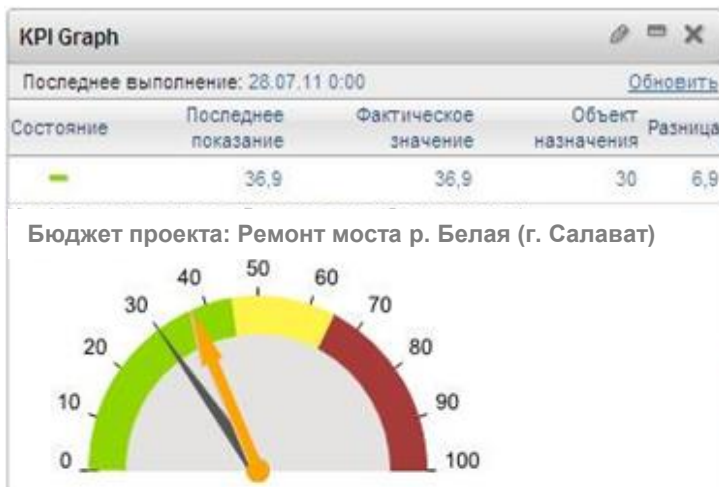 KPI Graph
Последнее выполнение: 28.07.11 0:00 Обновить
Состояние Последнее показание Фактическое значение Объект назначения Разница
36,9 36,9 30 6,9
Бюджет проекта: Ремонт моста р. Белая (г. Салават)
0 10 20 30 40 50 60 70 80 90 100